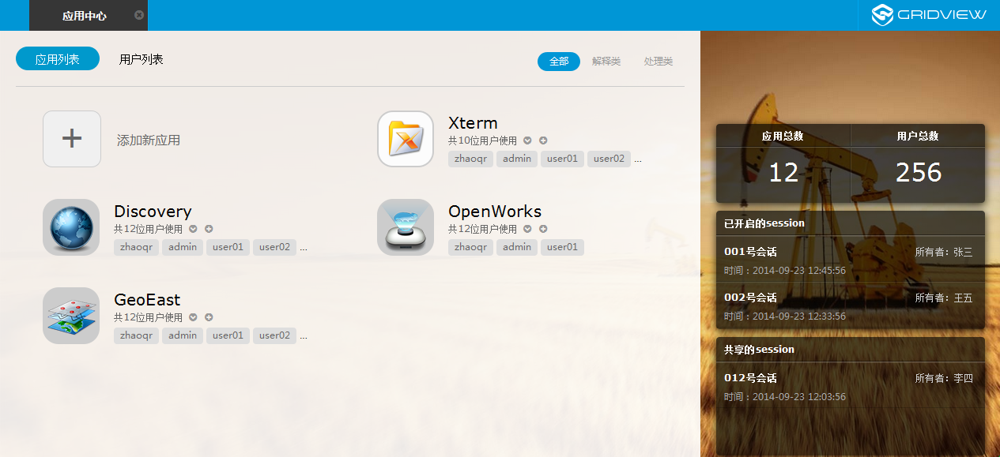 应用中心
GRIDVIEW
应用列表 用户列表
全部 解释类 处理类
添加新应用
Xterm
共10位用户使用
zhaoqr admin user01 user02 ...
Discovery
共12位用户使用
zhaoqr admin user01 user02 ...
OpenWorks
共12位用户使用
zhaoqr admin user01
GeoEast
共12位用户使用
zhaoqr admin user01 user02 ...
应用总数 用户总数
12 256
已开启的session
001号会话 所有者：张三
时间：2014-09-23 12:45:56
002号会话 所有者：王五
时间：2014-09-23 12:33:56
共享的session
012号会话 所有者：李四
时间：2014-09-23 12:03:56